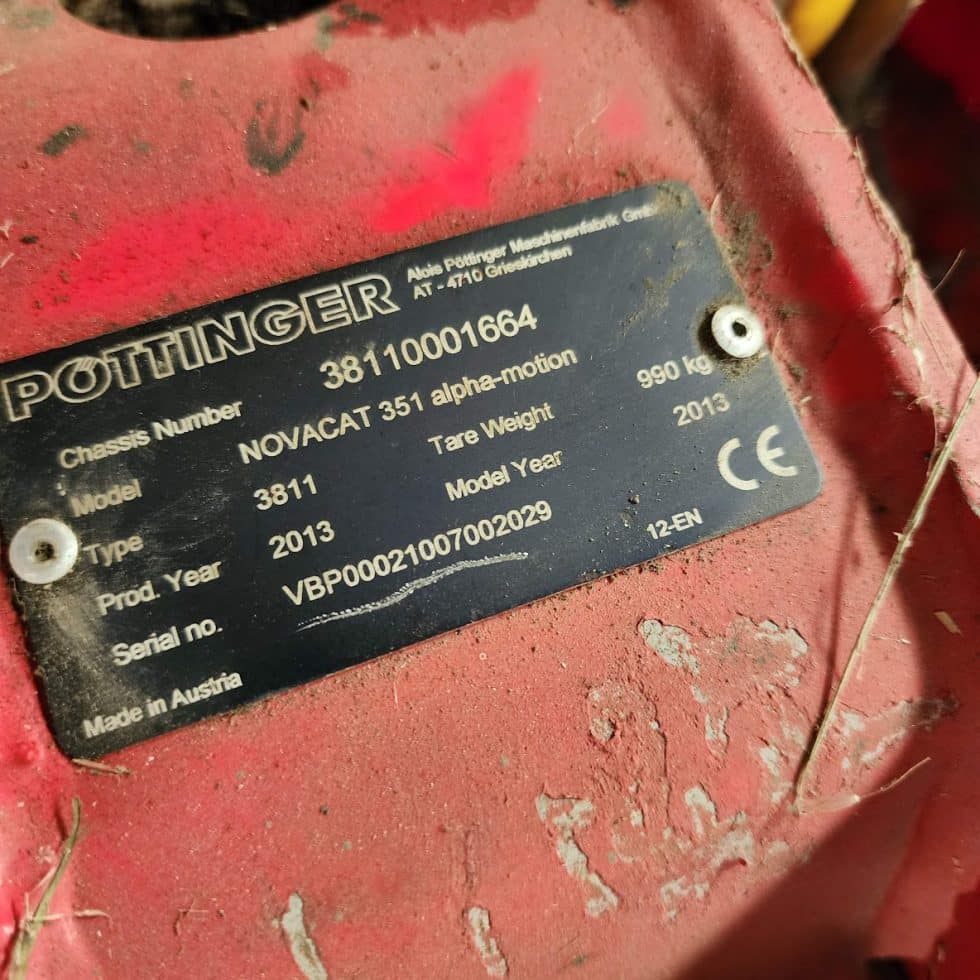 PÖTTINGER
Alois Pöttinger Maschinenfabrik GmbH
AT - 4710 Grieskirchen
Chassis Number 38110001664
Model NOVACAT 351 alpha-motion
Type 3811 Tare Weight 990 kg
Prod. Year 2013 Model Year 2013
Serial no. VBP00021007002029
Made in Austria 12-EN CE